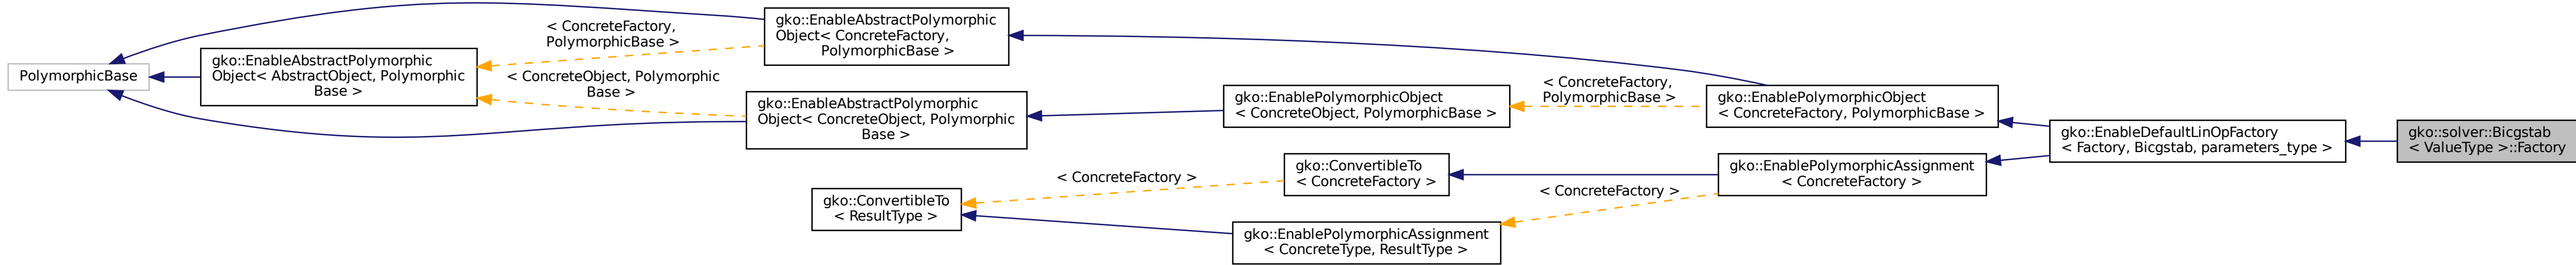 PolymorphicBase
gko::EnableAbstractPolymorphic
Object< AbstractObject, Polymorphic
Base >
< ConcreteFactory,
PolymorphicBase >
< ConcreteObject, Polymorphic
Base >
gko::EnableAbstractPolymorphic
Object< ConcreteFactory,
PolymorphicBase >
gko::EnableAbstractPolymorphic
Object< ConcreteObject, Polymorphic
Base >
gko::ConvertibleTo
< ResultType >
< ConcreteFactory >
gko::EnablePolymorphicObject
< ConcreteObject, PolymorphicBase >
gko::ConvertibleTo
< ConcreteFactory >
gko::EnablePolymorphicAssignment
< ConcreteType, ResultType >
< ConcreteFactory,
PolymorphicBase >
< ConcreteFactory >
gko::EnablePolymorphicObject
< ConcreteFactory, PolymorphicBase >
gko::EnablePolymorphicAssignment
< ConcreteFactory >
gko::EnableDefaultLinOpFactory
< Factory, Bicgstab, parameters_type >
gko::solver::Bicgstab
< ValueType >::Factory